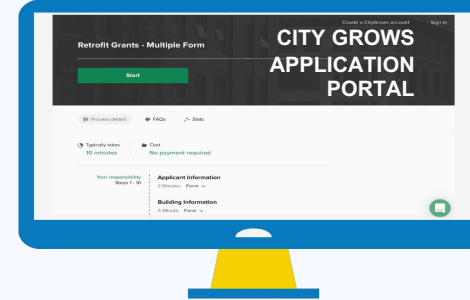 Create a CityGrows account Sign in
Retrofit Grants - Multiple Form
CITY GROWS
APPLICATION
PORTAL
Start
Process details FAQs Stats
Typically takes Cost
10 minutes No payment required
Your responsibility Applicant Information
Steps 1 - 10 2 Minutes Form
Building Information
A Minute Form